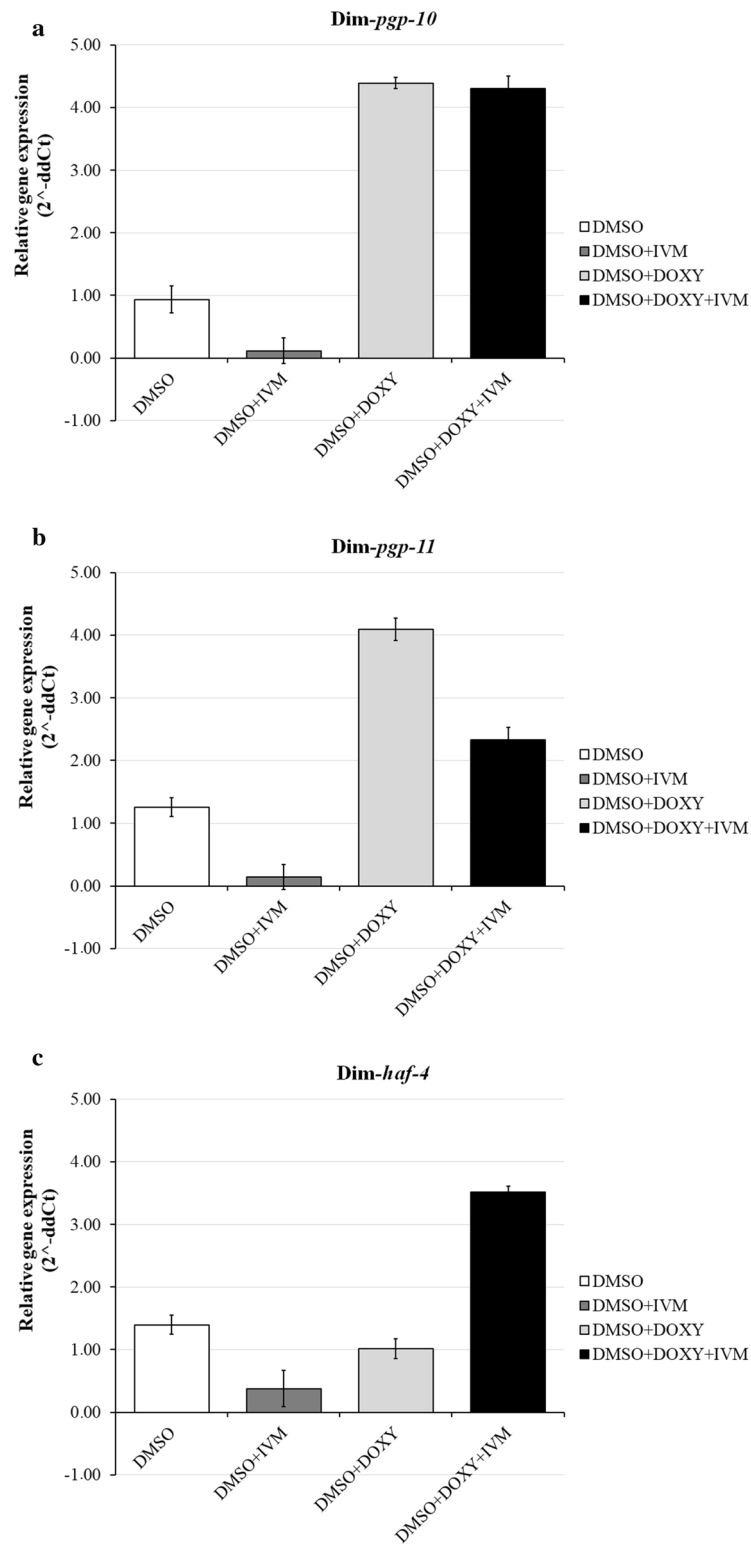 a
Dim-pgp-10
Relative gene expression
(2^-ddCt)
5.00
4.00
3.00
2.00
1.00
0.00
-1.00
DMSO
DMSO+IVM
DMSO+DOXY
DMSO+DOXY+IVM
DMSO
DMSO+IVM
DMSO+DOXY
DMSO+DOXY+IVM
b
Dim-pgp-11
Relative gene expression
(2^-ddCt)
5.00
4.00
3.00
2.00
1.00
0.00
-1.00
DMSO
DMSO+IVM
DMSO+DOXY
DMSO+DOXY+IVM
DMSO
DMSO+IVM
DMSO+DOXY
DMSO+DOXY+IVM
c
Dim-haf-4
Relative gene expression
(2^-ddCt)
5.00
4.00
3.00
2.00
1.00
0.00
-1.00
DMSO
DMSO+IVM
DMSO+DOXY
DMSO+DOXY+IVM
DMSO
DMSO+IVM
DMSO+DOXY
DMSO+DOXY+IVM